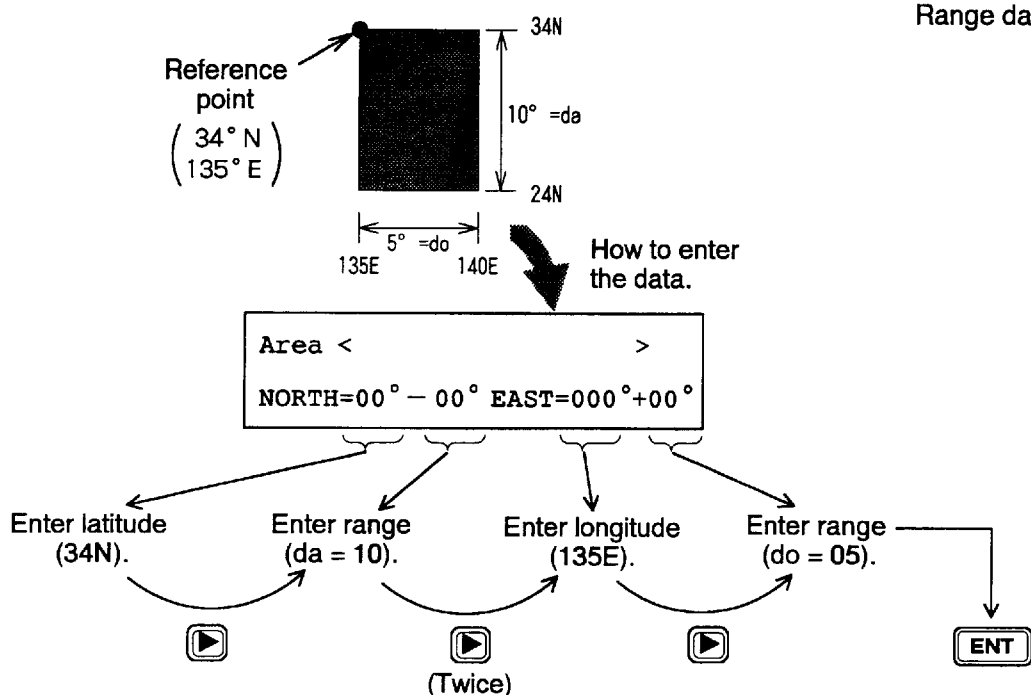 Range da
34N
Reference
point
34° N
135° E
10° =da
24N
5° =do
135E
140E
How to enter
the data.
Area < >
NORTH=00° − 00° EAST=000°+00°
Enter latitude
(34N).
Enter range
(da = 10).
Enter longitude
(135E).
Enter range
(do = 05).
ENT
(Twice)